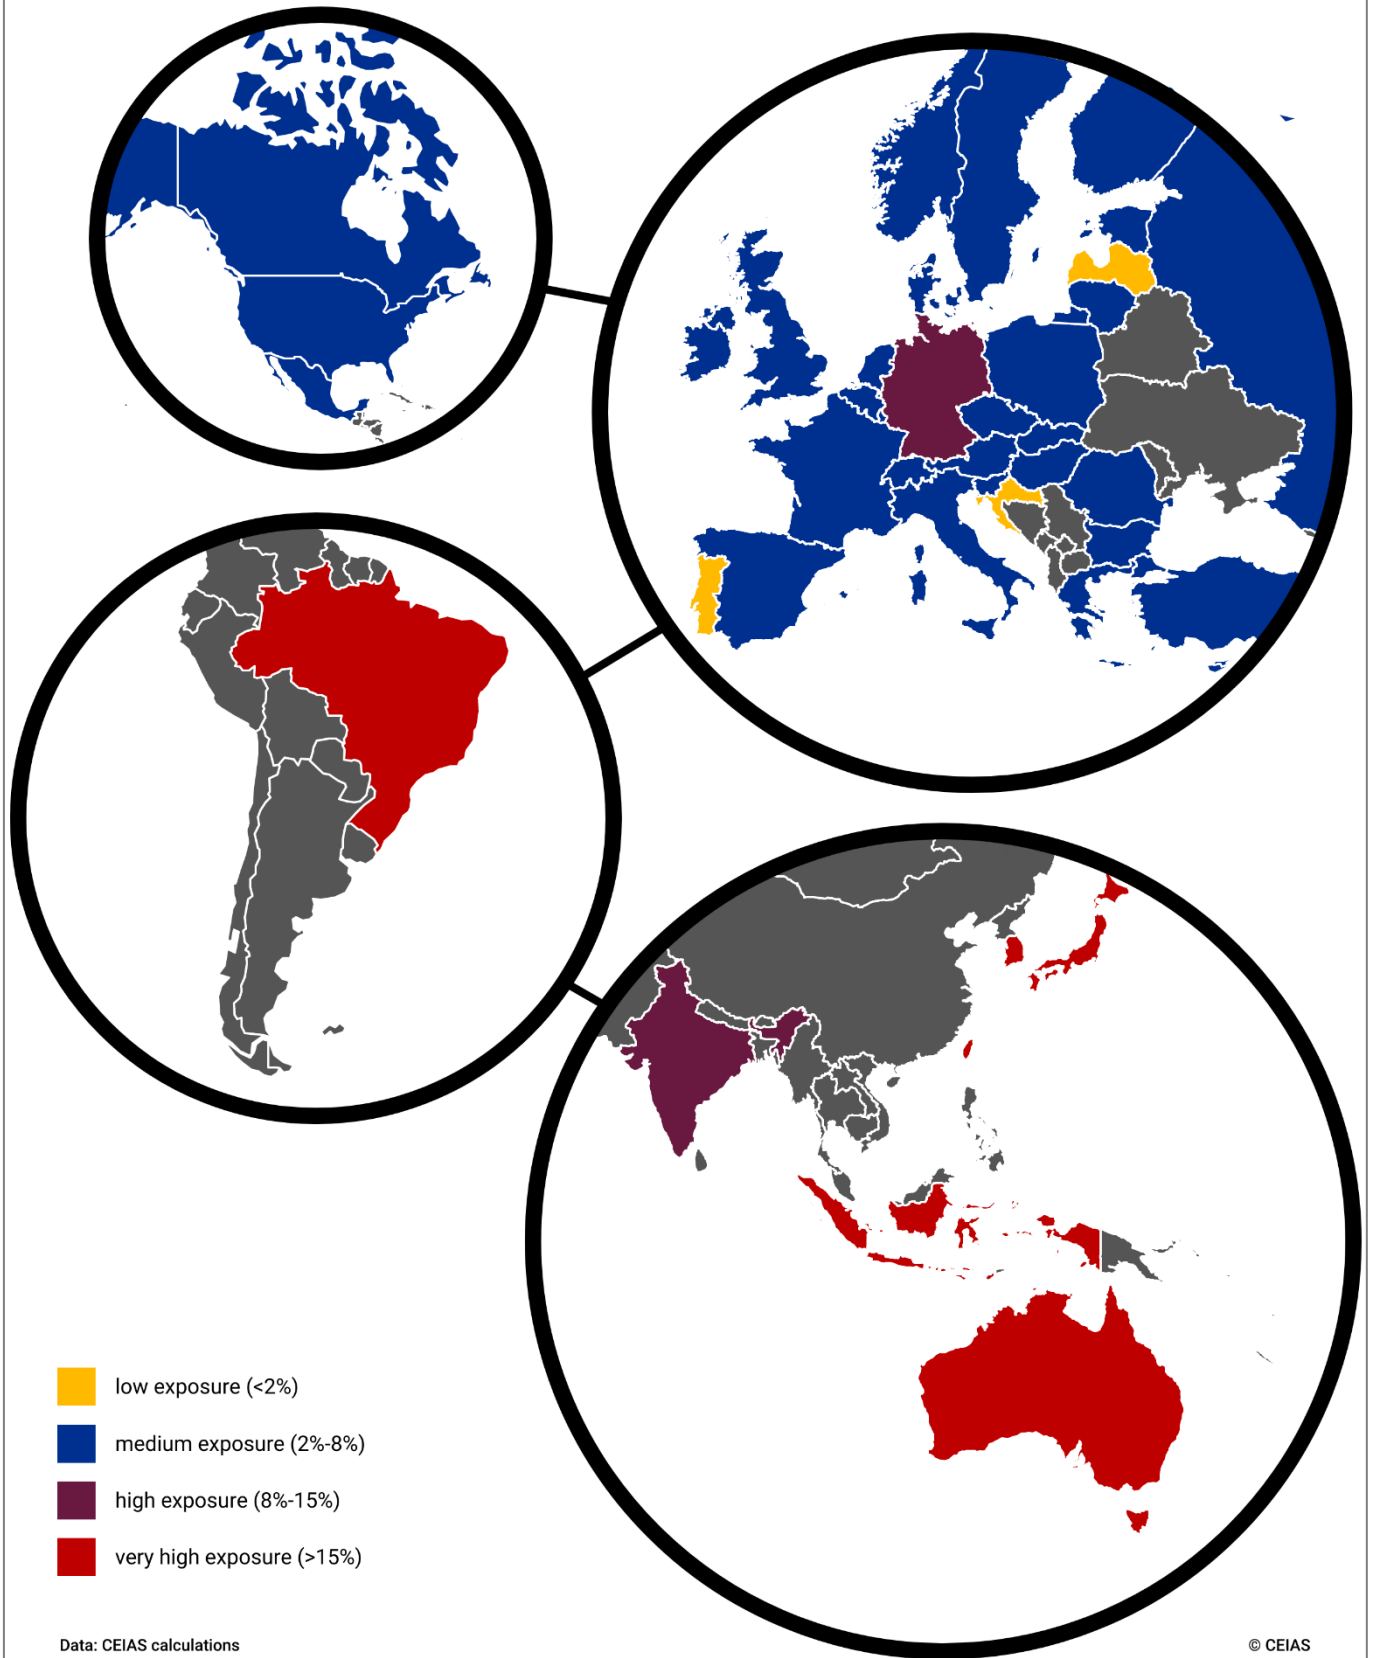 low exposure (<2%)
medium exposure (2%-8%)
high exposure (8%-15%)
very high exposure (>15%)
Data: CEIAS calculations
© CEIAS